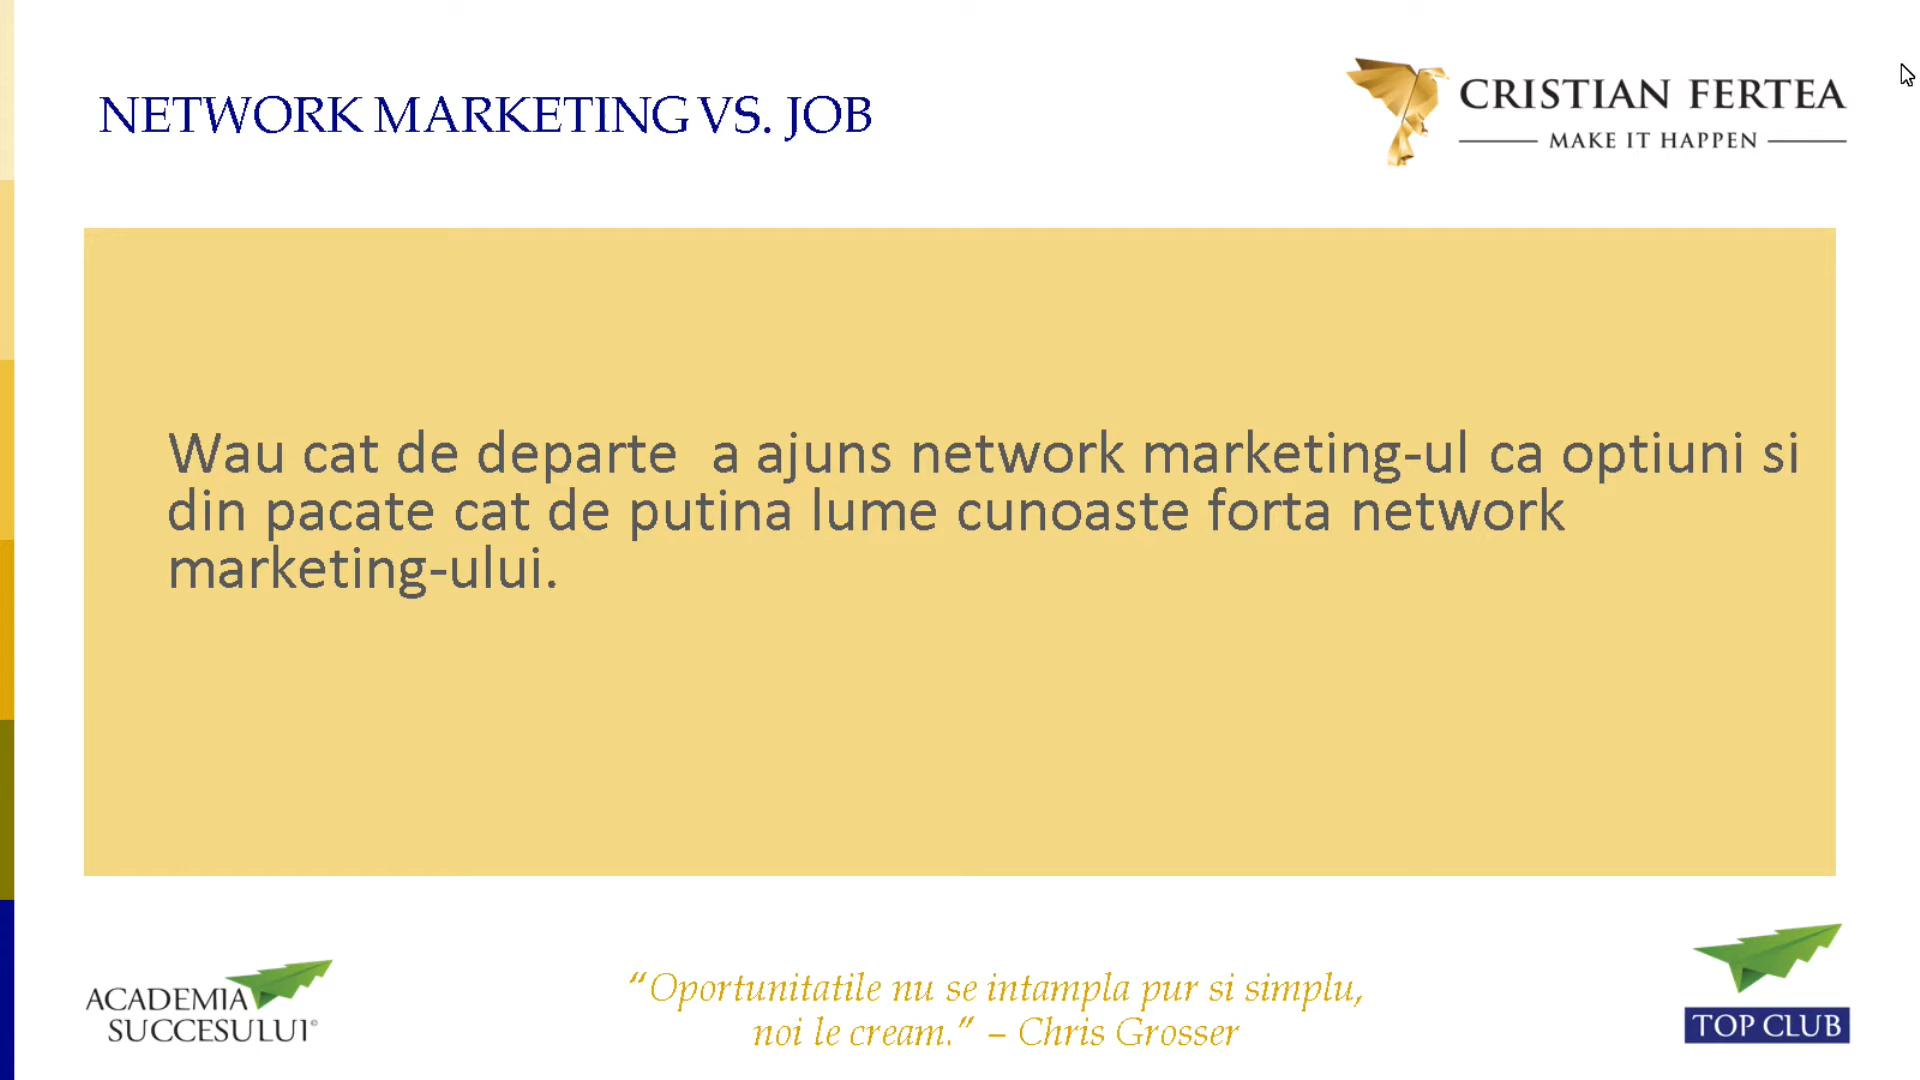 NETWORK MARKETING VS. JOB
CRISTIAN FERTEA
MAKE IT HAPPEN
Wau cat de departe a ajuns network marketing-ul ca optiuni si
din pacate cat de putina lume cunoaste forta network
marketing-ului.
ACADEMIA
SUCCESULUI©
“Oportunitatile nu se intampla pur si simplu,
noi le cream.” – Chris Grosser
TOP CLUB